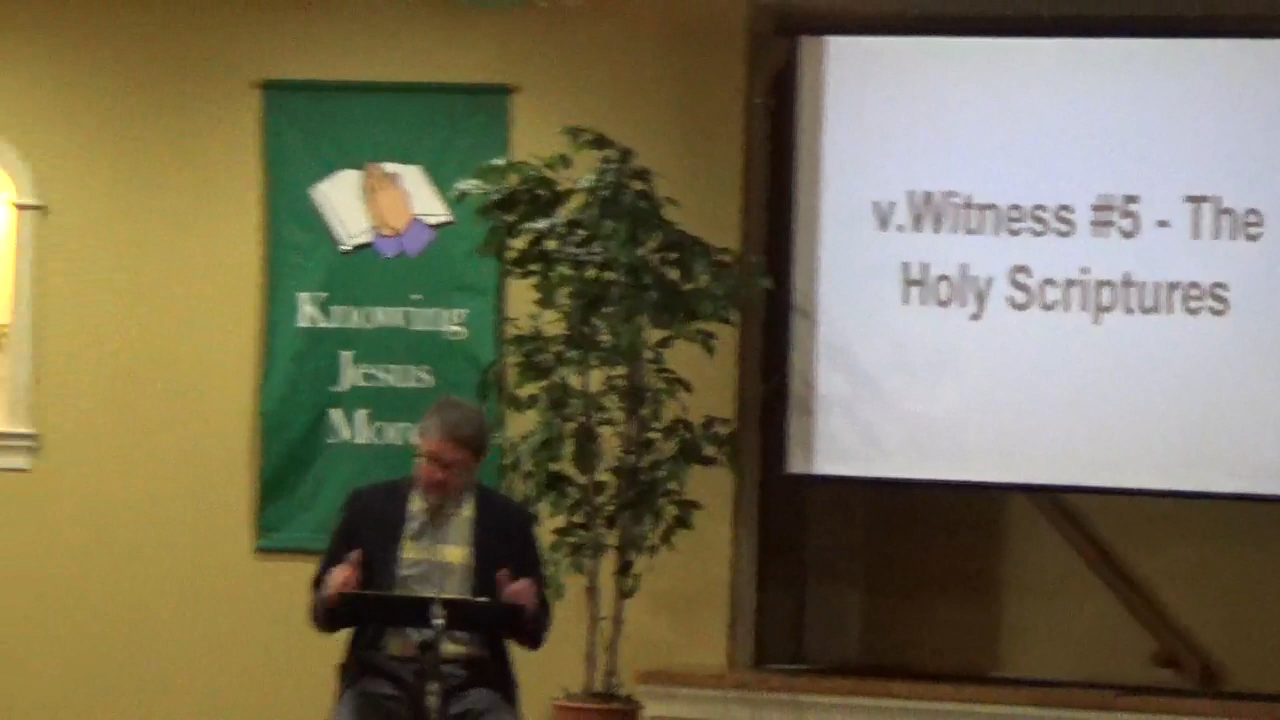 Knowing
Jesus
More
v.Witness #5 - The
Holy Scriptures